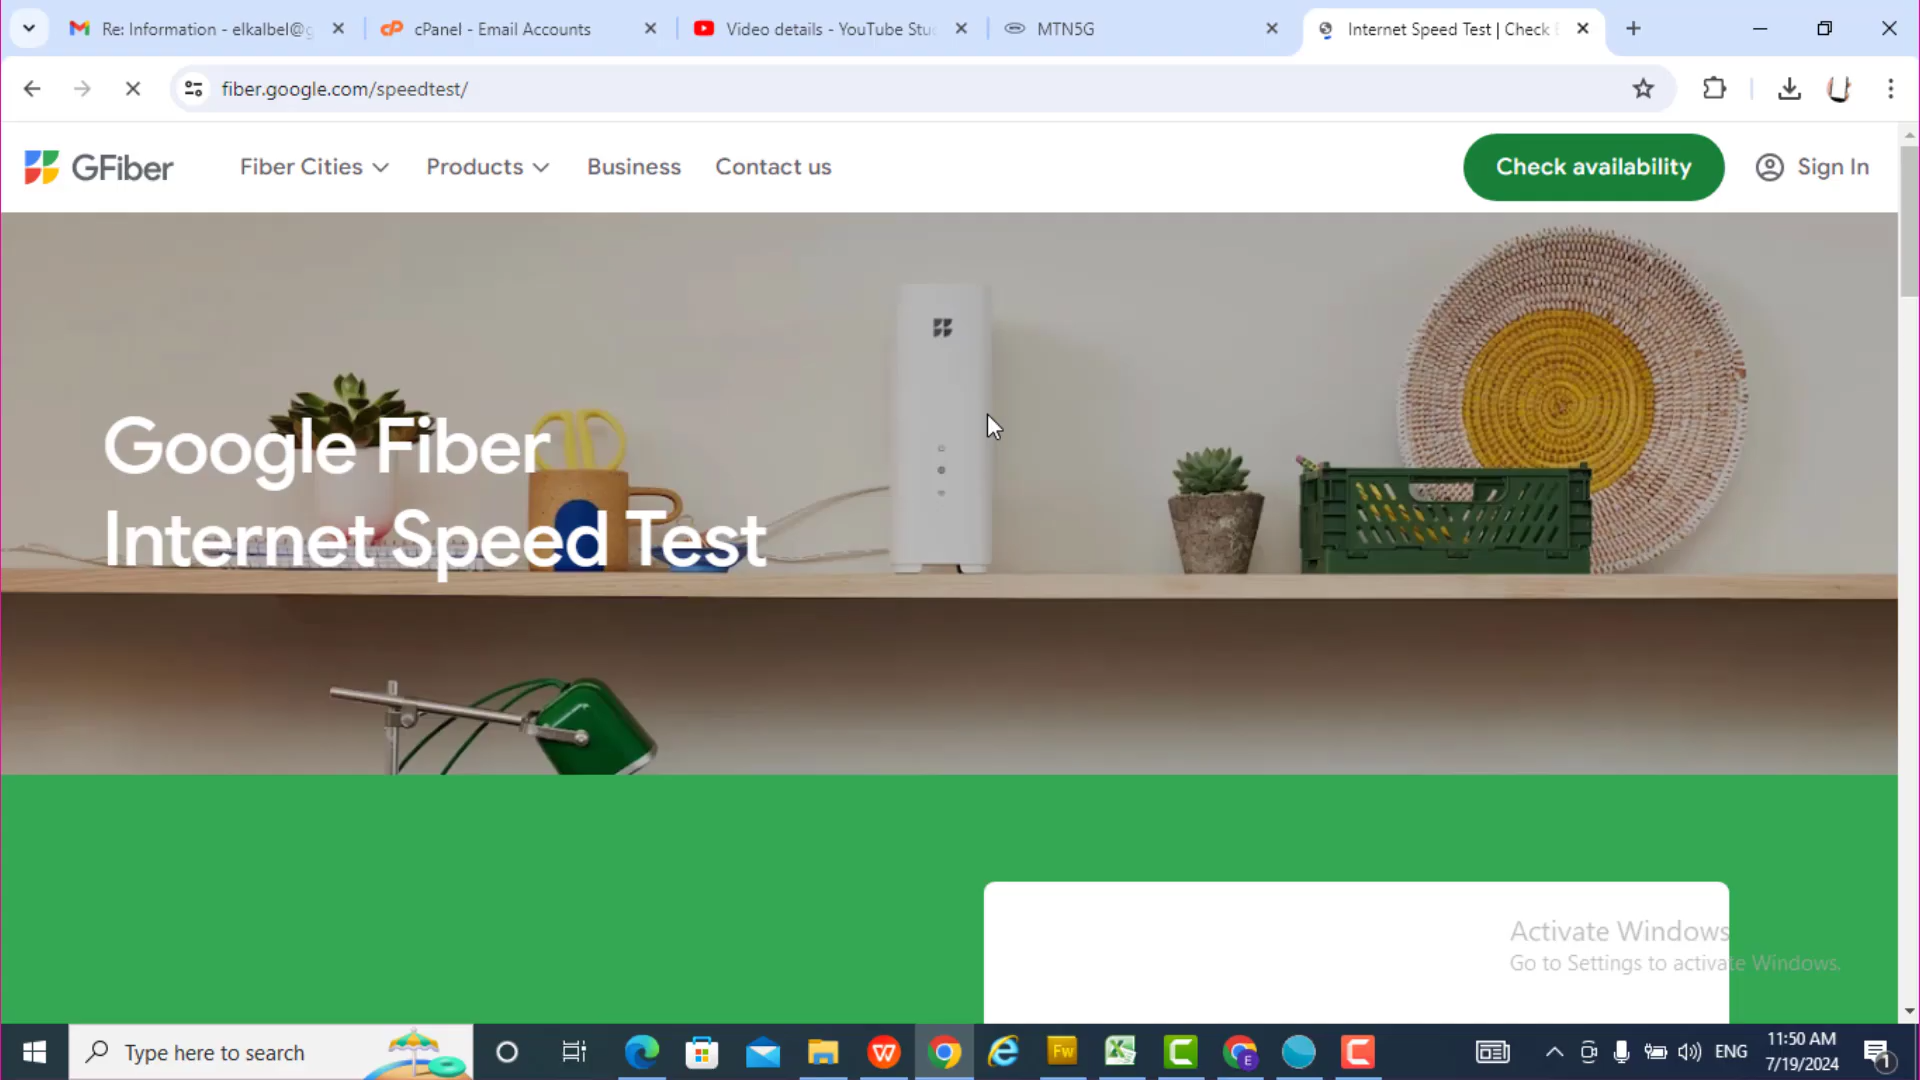 Re: Information - elkalbel@g
cPanel - Email Accounts
Video details - YouTube Stu
MTN5G
Internet Speed Test | Check B
fiber.google.com/speedtest/
GFiber
Fiber Cities
Products
Business
Contact us
Check availability
Sign In
Google Fiber
Internet Speed Test
Activate Windows
Go to Settings to activate Windows.
Type here to search
Fw
E
ENG
11:50 AM
7/19/2024
1